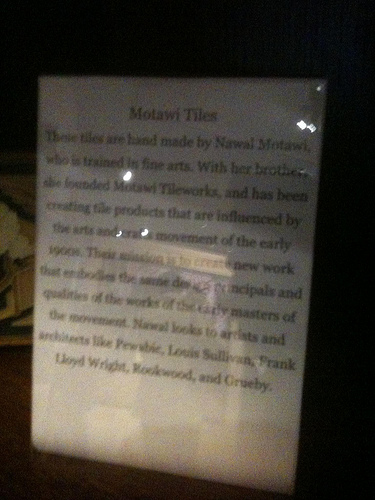 Motawi Tiles
These tiles are hand made by Nawal Motawi,
who is trained in fine arts. With her brother,
she founded Motawi Tileworks, and has been
creating tile products that are influenced by
the arts and crafts movement of the early
1900s. Their mission is to create new work
that embodies the same design principals and
qualities of the works of the early masters of
the movement. Nawal looks to artists and
architects like Pewabic, Louis Sullivan, Frank
Lloyd Wright, Rookwood, and Grueby.